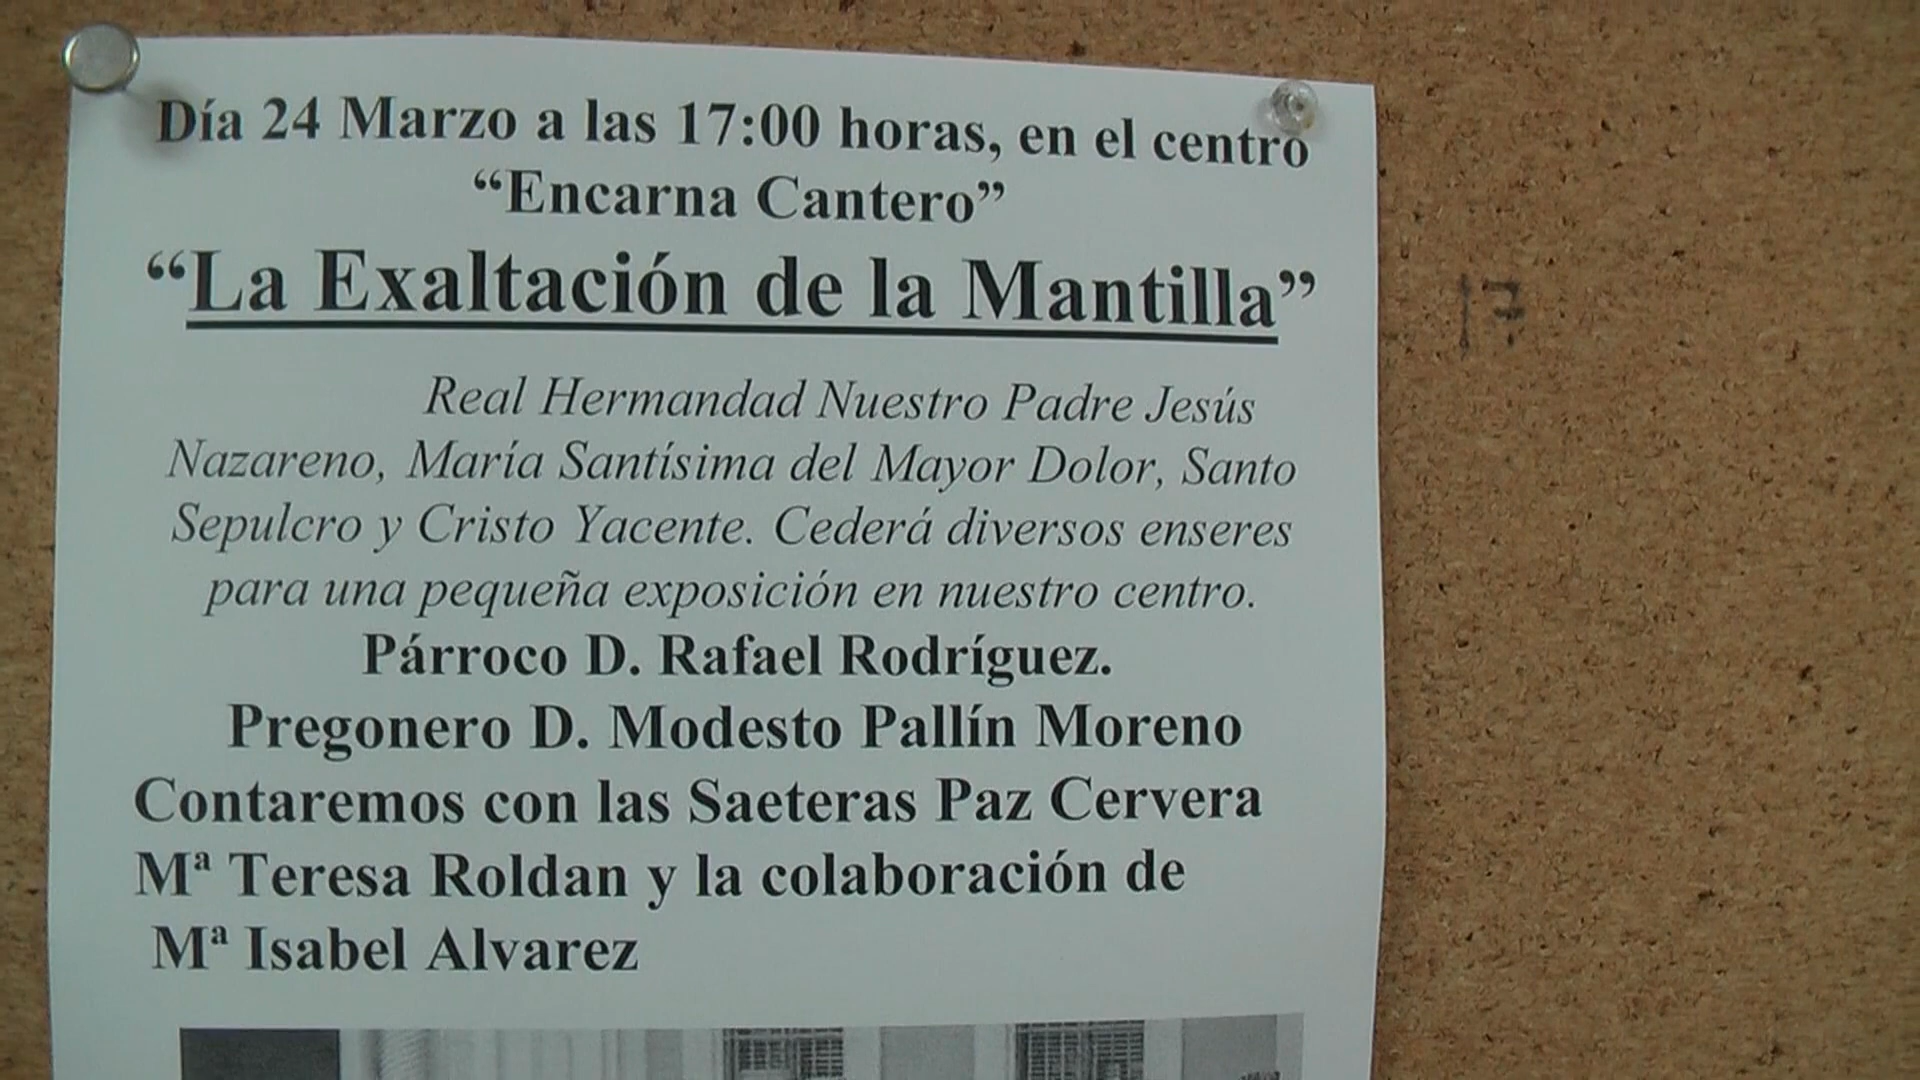 Día 24 Marzo a las 17:00 horas, en el centro
“Encarna Cantero”
“La Exaltación de la Mantilla”
Real Hermandad Nuestro Padre Jesús
Nazareno, María Santísima del Mayor Dolor, Santo
Sepulcro y Cristo Yacente. Cederá diversos enseres
para una pequeña exposición en nuestro centro.
Párroco D. Rafael Rodríguez.
Pregonero D. Modesto Pallín Moreno
Contaremos con las Saeteras Paz Cervera
Mª Teresa Roldan y la colaboración de
Mª Isabel Alvarez
17